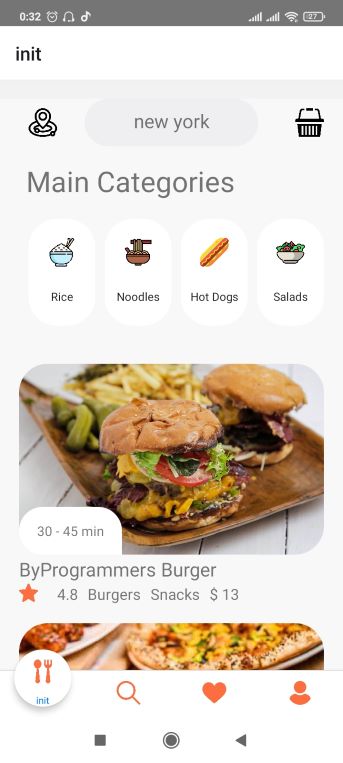 0:32 27
init
new york
Main Categories
Rice Noodles Hot Dogs Salads
30 - 45 min
ByProgrammers Burger
4.8 Burgers Snacks $ 13
init